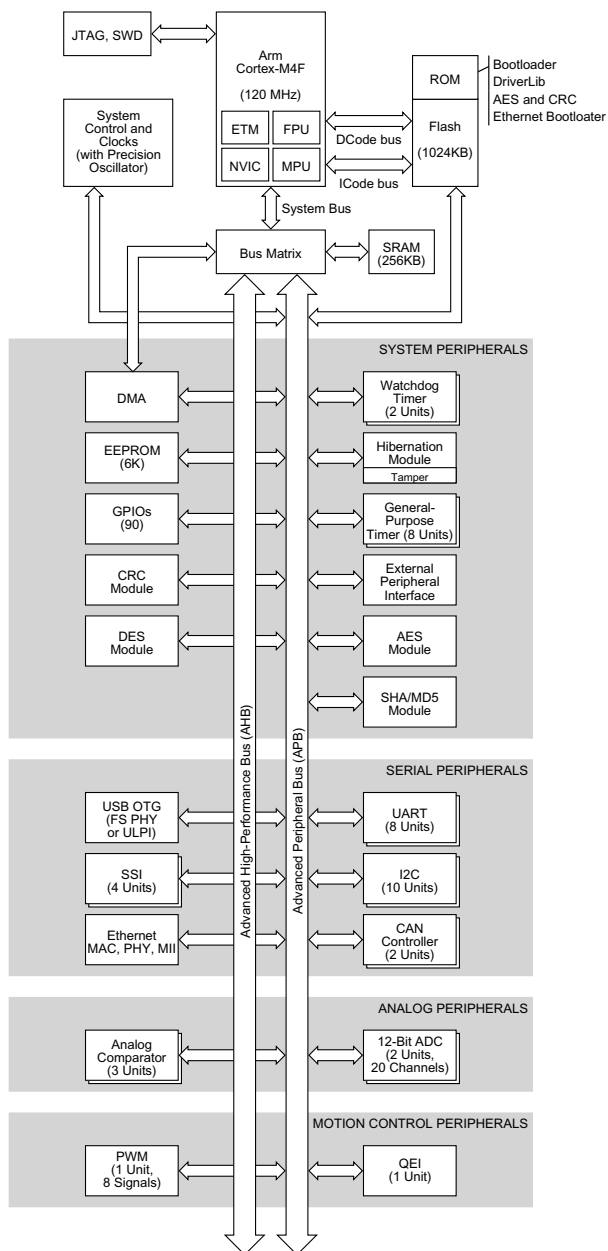 JTAG, SWD
Arm
Cortex-M4F
(120 MHz)
ETM
FPU
NVIC
MPU
ROM
Flash
(1024KB)
Bootloader
DriverLib
AES and CRC
Ethernet Bootloater
System
Control and
Clocks
(with Precision
Oscillator)
DCode bus
ICode bus
System Bus
Bus Matrix
SRAM
(256KB)
SYSTEM PERIPHERALS
DMA
Watchdog
Timer
(2 Units)
EEPROM
(6K)
Hibernation
Module
Tamper
GPIOs
(90)
General-
Purpose
Timer (8 Units)
CRC
Module
External
Peripheral
Interface
DES
Module
AES
Module
SHA/MD5
Module
Advanced High-Performance Bus (AHB)
Advanced Peripheral Bus (APB)
SERIAL PERIPHERALS
USB OTG
(FS PHY
or ULPI)
UART
(8 Units)
SSI
(4 Units)
I2C
(10 Units)
Ethernet
MAC, PHY, MII
CAN
Controller
(2 Units)
ANALOG PERIPHERALS
Analog
Comparator
(3 Units)
12-Bit ADC
(2 Units,
20 Channels)
MOTION CONTROL PERIPHERALS
PWM
(1 Unit,
8 Signals)
QEI
(1 Unit)